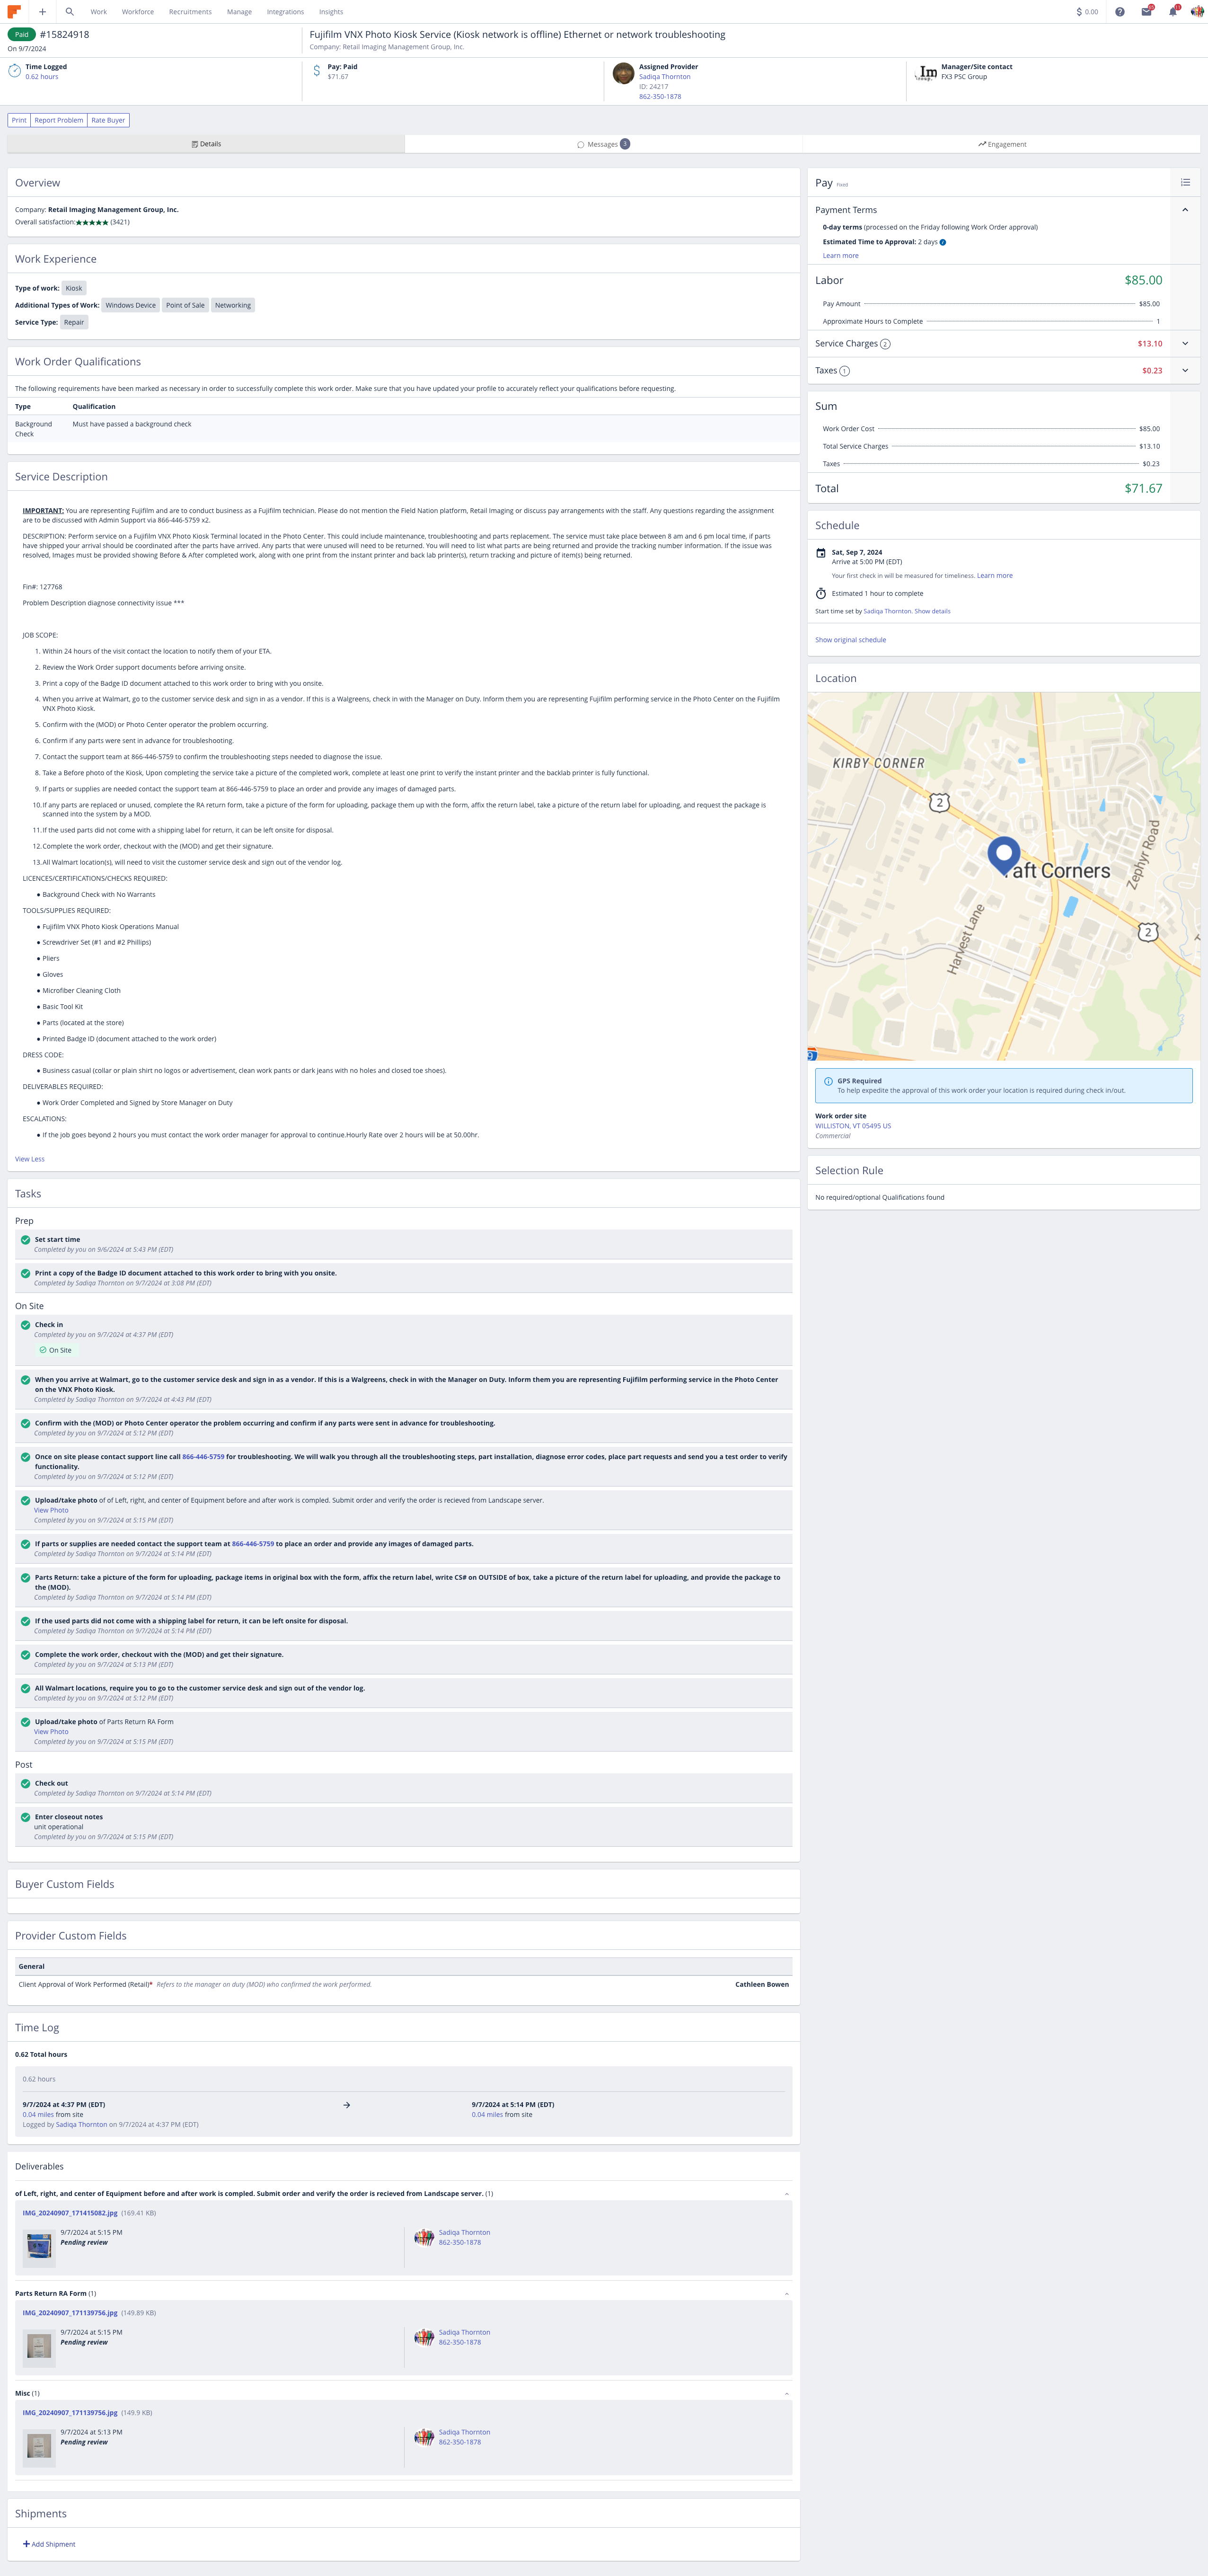 Work Workforce Recruitments Manage Integrations Insights
$ 0.00
Paid #15824918
On 9/7/2024
Fujifilm VNX Photo Kiosk Service (Kiosk network is offline) Ethernet or network troubleshooting
Company: Retail Imaging Management Group, Inc.
Time Logged
0.62 hours
Pay: Paid
$71.67
Assigned Provider
Sadiqa Thornton
ID: 24217
862-350-1878
Manager/Site contact
FX3 PSC Group
Print Report Problem Rate Buyer
Details
Messages 3
Engagement
Overview
Company: Retail Imaging Management Group, Inc.
Overall satisfaction:★★★★★ (3421)
Work Experience
Type of work: Kiosk
Additional Types of Work: Windows Device Point of Sale Networking
Service Type: Repair
Work Order Qualifications
The following requirements have been marked as necessary in order to successfully complete this work order. Make sure that you have updated your profile to accurately reflect your qualifications before requesting.
Type Qualification
Background Must have passed a background check
Check
Service Description
IMPORTANT: You are representing Fujifilm and are to conduct business as a Fujifilm technician. Please do not mention the Field Nation platform, Retail Imaging or discuss pay arrangements with the staff. Any questions regarding the assignment
are to be discussed with Admin Support via 866-446-5759 x2.
DESCRIPTION: Perform service on a Fujifilm VNX Photo Kiosk Terminal located in the Photo Center. This could include maintenance, troubleshooting and parts replacement. The service must take place between 8 am and 6 pm local time, if parts
have shipped your arrival should be coordinated after the parts have arrived. Any parts that were unused will need to be returned. You will need to list what parts are being returned and provide the tracking number information. If the issue was
resolved, Images must be provided showing Before & After completed work, along with one print from the instant printer and back lab printer(s), return tracking and picture of item(s) being returned.
Fin#: 127768
Problem Description diagnose connectivity issue ***
JOB SCOPE:
1. Within 24 hours of the visit contact the location to notify them of your ETA.
2. Review the Work Order support documents before arriving onsite.
3. Print a copy of the Badge ID document attached to this work order to bring with you onsite.
4. When you arrive at Walmart, go to the customer service desk and sign in as a vendor. If this is a Walgreens, check in with the Manager on Duty. Inform them you are representing Fujifilm performing service in the Photo Center on the Fujifilm
VNX Photo Kiosk.
5. Confirm with the (MOD) or Photo Center operator the problem occurring.
6. Confirm if any parts were sent in advance for troubleshooting.
7. Contact the support team at 866-446-5759 to confirm the troubleshooting steps needed to diagnose the issue.
8. Take a Before photo of the Kiosk, Upon completing the service take a picture of the completed work, complete at least one print to verify the instant printer and the backlab printer is fully functional.
9. If parts or supplies are needed contact the support team at 866-446-5759 to place an order and provide any images of damaged parts.
10. If any parts are replaced or unused, complete the RA return form, take a picture of the form for uploading, package them up with the form, affix the return label, take a picture of the return label for uploading, and request the package is
scanned into the system by a MOD.
11. If the used parts did not come with a shipping label for return, it can be left onsite for disposal.
12. Complete the work order, checkout with the (MOD) and get their signature.
13. All Walmart location(s), will need to visit the customer service desk and sign out of the vendor log.
LICENCES/CERTIFICATIONS/CHECKS REQUIRED:
● Background Check with No Warrants
TOOLS/SUPPLIES REQUIRED:
● Fujifilm VNX Photo Kiosk Operations Manual
● Screwdriver Set (#1 and #2 Phillips)
● Pliers
● Gloves
● Microfiber Cleaning Cloth
● Basic Tool Kit
● Parts (located at the store)
● Printed Badge ID (document attached to the work order)
DRESS CODE:
● Business casual (collar or plain shirt no logos or advertisement, clean work pants or dark jeans with no holes and closed toe shoes).
DELIVERABLES REQUIRED:
● Work Order Completed and Signed by Store Manager on Duty
ESCALATIONS:
● If the job goes beyond 2 hours you must contact the work order manager for approval to continue.Hourly Rate over 2 hours will be at 50.00hr.
View Less
Tasks
Prep
Set start time
Completed by you on 9/6/2024 at 5:43 PM (EDT)
Print a copy of the Badge ID document attached to this work order to bring with you onsite.
Completed by Sadiqa Thornton on 9/7/2024 at 3:08 PM (EDT)
On Site
Check in
Completed by you on 9/7/2024 at 4:37 PM (EDT)
On Site
When you arrive at Walmart, go to the customer service desk and sign in as a vendor. If this is a Walgreens, check in with the Manager on Duty. Inform them you are representing Fujifilm performing service in the Photo Center
on the VNX Photo Kiosk.
Completed by Sadiqa Thornton on 9/7/2024 at 4:43 PM (EDT)
Confirm with the (MOD) or Photo Center operator the problem occurring and confirm if any parts were sent in advance for troubleshooting.
Completed by you on 9/7/2024 at 5:12 PM (EDT)
Once on site please contact support line call 866-446-5759 for troubleshooting. We will walk you through all the troubleshooting steps, part installation, diagnose error codes, place part requests and send you a test order to verify
functionality.
Completed by you on 9/7/2024 at 5:12 PM (EDT)
Upload/take photo of of Left, right, and center of Equipment before and after work is compled. Submit order and verify the order is recieved from Landscape server.
View Photo
Completed by you on 9/7/2024 at 5:15 PM (EDT)
If parts or supplies are needed contact the support team at 866-446-5759 to place an order and provide any images of damaged parts.
Completed by Sadiqa Thornton on 9/7/2024 at 5:14 PM (EDT)
Parts Return: take a picture of the form for uploading, package items in original box with the form, affix the return label, write CS# on OUTSIDE of box, take a picture of the return label for uploading, and provide the package to
the (MOD).
Completed by Sadiqa Thornton on 9/7/2024 at 5:14 PM (EDT)
If the used parts did not come with a shipping label for return, it can be left onsite for disposal.
Completed by Sadiqa Thornton on 9/7/2024 at 5:14 PM (EDT)
Complete the work order, checkout with the (MOD) and get their signature.
Completed by you on 9/7/2024 at 5:13 PM (EDT)
All Walmart locations, require you to go to the customer service desk and sign out of the vendor log.
Completed by you on 9/7/2024 at 5:12 PM (EDT)
Upload/take photo of Parts Return RA Form
View Photo
Completed by you on 9/7/2024 at 5:15 PM (EDT)
Post
Check out
Completed by Sadiqa Thornton on 9/7/2024 at 5:14 PM (EDT)
Enter closeout notes
unit operational
Completed by you on 9/7/2024 at 5:15 PM (EDT)
Buyer Custom Fields
Provider Custom Fields
General
Client Approval of Work Performed (Retail)* Refers to the manager on duty (MOD) who confirmed the work performed. Cathleen Bowen
Time Log
0.62 Total hours
0.62 hours
9/7/2024 at 4:37 PM (EDT) → 9/7/2024 at 5:14 PM (EDT)
0.04 miles from site 0.04 miles from site
Logged by Sadiqa Thornton on 9/7/2024 at 4:37 PM (EDT)
Deliverables
of Left, right, and center of Equipment before and after work is compled. Submit order and verify the order is recieved from Landscape server. (1)
IMG_20240907_171415082.jpg (169.41 KB)
9/7/2024 at 5:15 PM Sadiqa Thornton
Pending review 862-350-1878
Parts Return RA Form (1)
IMG_20240907_171139756.jpg (149.89 KB)
9/7/2024 at 5:15 PM Sadiqa Thornton
Pending review 862-350-1878
Misc (1)
IMG_20240907_171139756.jpg (149.9 KB)
9/7/2024 at 5:13 PM Sadiqa Thornton
Pending review 862-350-1878
Shipments
+ Add Shipment
Pay Fixed
Payment Terms
0-day terms (processed on the Friday following Work Order approval)
Estimated Time to Approval: 2 days
Learn more
Labor $85.00
Pay Amount $85.00
Approximate Hours to Complete 1
Service Charges 2 $13.10
Taxes 1 $0.23
Sum
Work Order Cost $85.00
Total Service Charges $13.10
Taxes $0.23
Total $71.67
Schedule
Sat, Sep 7, 2024
Arrive at 5:00 PM (EDT)
Your first check in will be measured for timeliness. Learn more
Estimated 1 hour to complete
Start time set by Sadiqa Thornton. Show details
Show original schedule
Location
KIRBY CORNER
2
aft Corners
Zephyr Road
Harvest Lane
2
GPS Required
To help expedite the approval of this work order your location is required during check in/out.
Work order site
WILLISTON, VT 05495 US
Commercial
Selection Rule
No required/optional Qualifications found